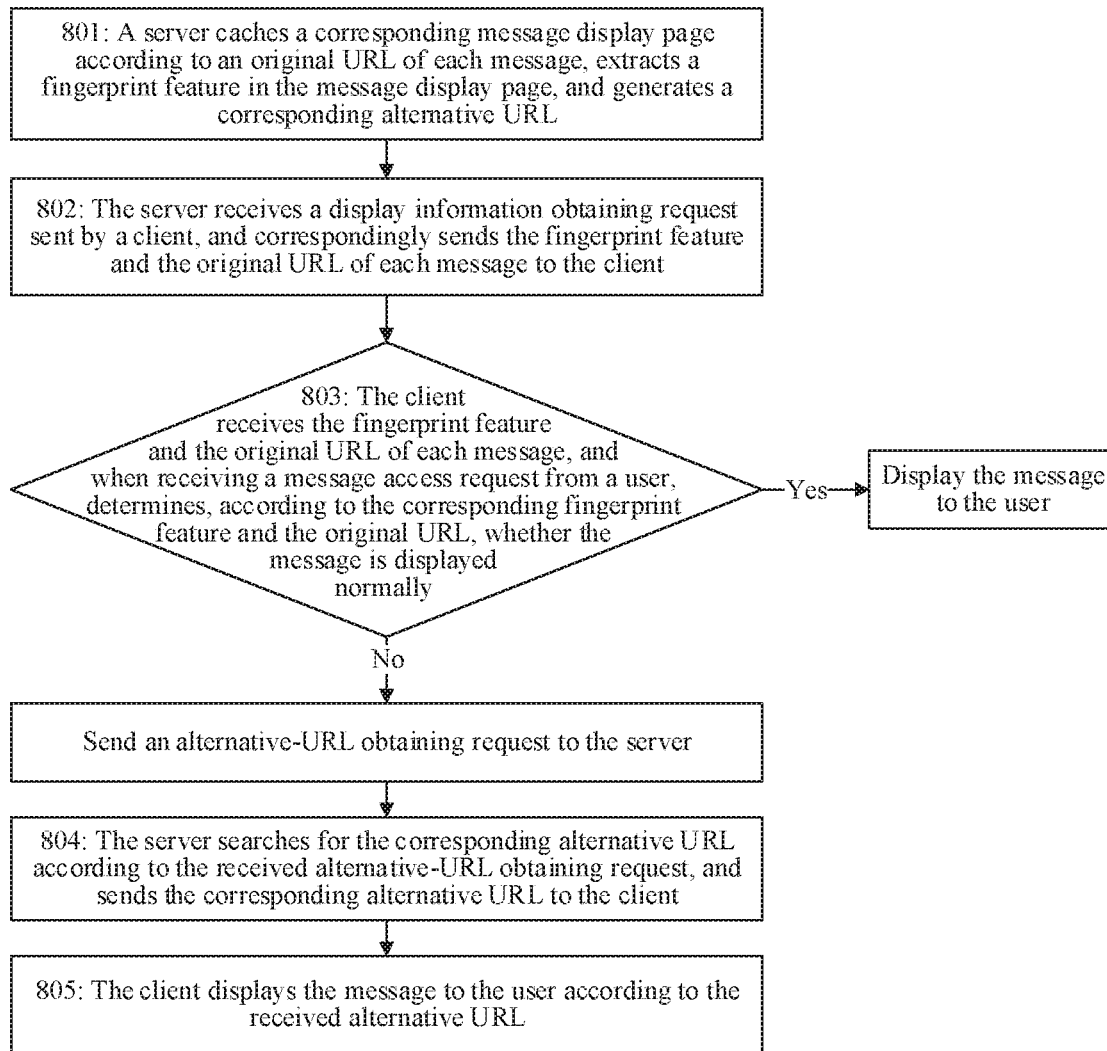 801: A server caches a corresponding message display page
according to an original URL of each message, extracts a
fingerprint feature in the message display page, and generates a
corresponding alternative URL
802: The server receives a display information obtaining request
sent by a client, and correspondingly sends the fingerprint feature
and the original URL of each message to the client
803: The client
receives the fingerprint feature
and the original URL of each message, and
when receiving a message access request from a user,
determines, according to the corresponding fingerprint
feature and the original URL, whether the
message is displayed
normally
Yes
Display the message
to the user
No
Send an alternative-URL obtaining request to the server
804: The server searches for the corresponding alternative URL
according to the received alternative-URL obtaining request, and
sends the corresponding alternative URL to the client
805: The client displays the message to the user according to the
received alternative URL